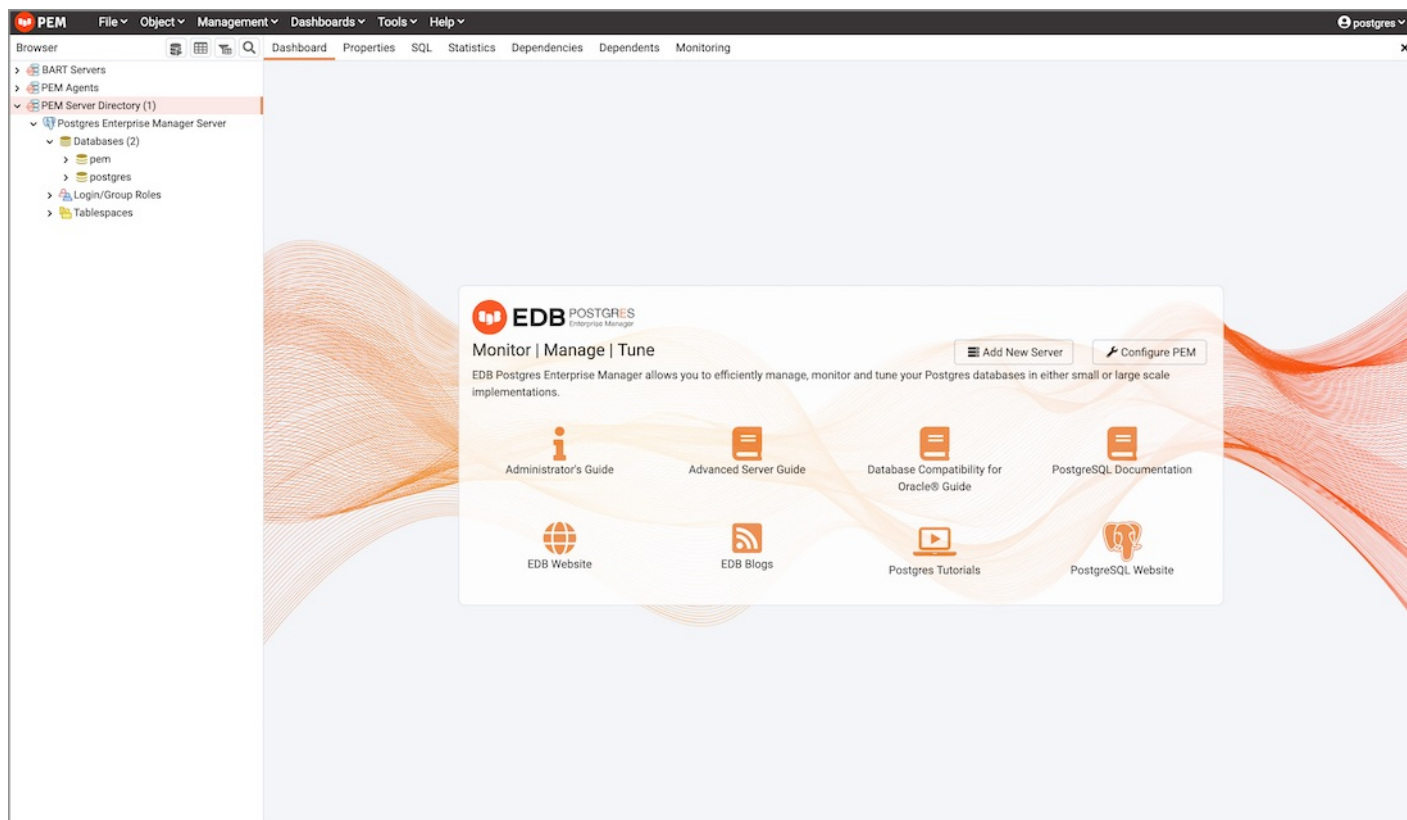 PEM File Object Management Dashboards Tools Help postgres
Browser Dashboard Properties SQL Statistics Dependencies Dependents Monitoring
BART Servers
PEM Agents
PEM Server Directory (1)
Postgres Enterprise Manager Server
Databases (2)
pem
postgres
Login/Group Roles
Tablespaces
EDB POSTGRES
Enterprise Manager
Monitor | Manage | Tune
Add New Server Configure PEM
EDB Postgres Enterprise Manager allows you to efficiently manage, monitor and tune your Postgres databases in either small or large scale
implementations.
Administrator's Guide Advanced Server Guide Database Compatibility for PostgreSQL Documentation
Oracle® Guide
EDB Website EDB Blogs Postgres Tutorials PostgreSQL Website